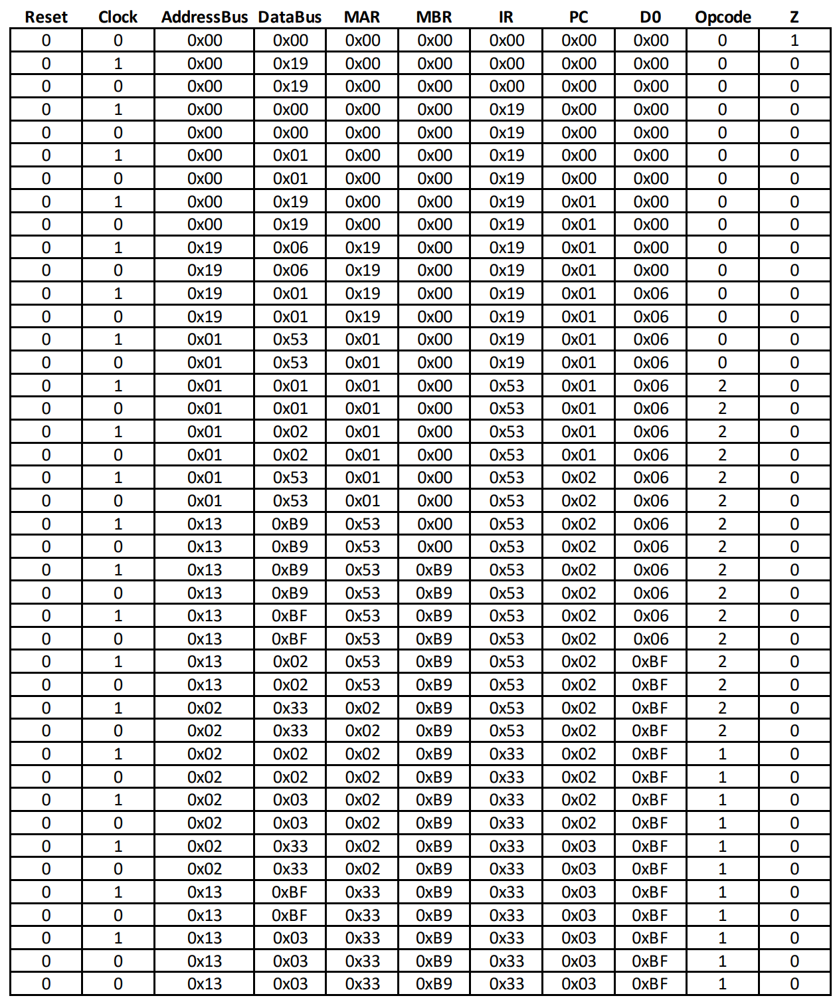 Reset Clock AddressBus DataBus MAR MBR IR PC D0 Opcode Z
0 0 0x00 0x00 0x00 0x00 0x00 0x00 0x00 0 1
0 1 0x00 0x19 0x00 0x00 0x00 0x00 0x00 0 0
0 0 0x00 0x19 0x00 0x00 0x00 0x00 0x00 0 0
0 1 0x00 0x00 0x00 0x00 0x19 0x00 0x00 0 0
0 0 0x00 0x00 0x00 0x00 0x19 0x00 0x00 0 0
0 1 0x00 0x01 0x00 0x00 0x19 0x00 0x00 0 0
0 0 0x00 0x01 0x00 0x00 0x19 0x00 0x00 0 0
0 1 0x00 0x19 0x00 0x00 0x19 0x01 0x00 0 0
0 0 0x00 0x19 0x00 0x00 0x19 0x01 0x00 0 0
0 1 0x19 0x06 0x19 0x00 0x19 0x01 0x00 0 0
0 0 0x19 0x06 0x19 0x00 0x19 0x01 0x00 0 0
0 1 0x19 0x01 0x19 0x00 0x19 0x01 0x06 0 0
0 0 0x19 0x01 0x19 0x00 0x19 0x01 0x06 0 0
0 1 0x01 0x53 0x01 0x00 0x19 0x01 0x06 0 0
0 0 0x01 0x53 0x01 0x00 0x19 0x01 0x06 0 0
0 1 0x01 0x01 0x01 0x00 0x53 0x01 0x06 2 0
0 0 0x01 0x01 0x01 0x00 0x53 0x01 0x06 2 0
0 1 0x01 0x02 0x01 0x00 0x53 0x01 0x06 2 0
0 0 0x01 0x02 0x01 0x00 0x53 0x01 0x06 2 0
0 1 0x01 0x53 0x01 0x00 0x53 0x02 0x06 2 0
0 0 0x01 0x53 0x01 0x00 0x53 0x02 0x06 2 0
0 1 0x13 0xB9 0x53 0x00 0x53 0x02 0x06 2 0
0 0 0x13 0xB9 0x53 0x00 0x53 0x02 0x06 2 0
0 1 0x13 0xB9 0x53 0xB9 0x53 0x02 0x06 2 0
0 0 0x13 0xB9 0x53 0xB9 0x53 0x02 0x06 2 0
0 1 0x13 0xBF 0x53 0xB9 0x53 0x02 0x06 2 0
0 0 0x13 0xBF 0x53 0xB9 0x53 0x02 0x06 2 0
0 1 0x13 0x02 0x53 0xB9 0x53 0x02 0xBF 2 0
0 0 0x13 0x02 0x53 0xB9 0x53 0x02 0xBF 2 0
0 1 0x02 0x33 0x02 0xB9 0x53 0x02 0xBF 2 0
0 0 0x02 0x33 0x02 0xB9 0x53 0x02 0xBF 2 0
0 1 0x02 0x02 0x02 0xB9 0x33 0x02 0xBF 1 0
0 0 0x02 0x02 0x02 0xB9 0x33 0x02 0xBF 1 0
0 1 0x02 0x03 0x02 0xB9 0x33 0x02 0xBF 1 0
0 0 0x02 0x03 0x02 0xB9 0x33 0x02 0xBF 1 0
0 1 0x02 0x33 0x02 0xB9 0x33 0x03 0xBF 1 0
0 0 0x02 0x33 0x02 0xB9 0x33 0x03 0xBF 1 0
0 1 0x13 0xBF 0x33 0xB9 0x33 0x03 0xBF 1 0
0 0 0x13 0xBF 0x33 0xB9 0x33 0x03 0xBF 1 0
0 1 0x13 0x03 0x33 0xB9 0x33 0x03 0xBF 1 0
0 0 0x13 0x03 0x33 0xB9 0x33 0x03 0xBF 1 0
0 0 0x13 0x03 0x33 0xB9 0x33 0x03 0xBF 1 0